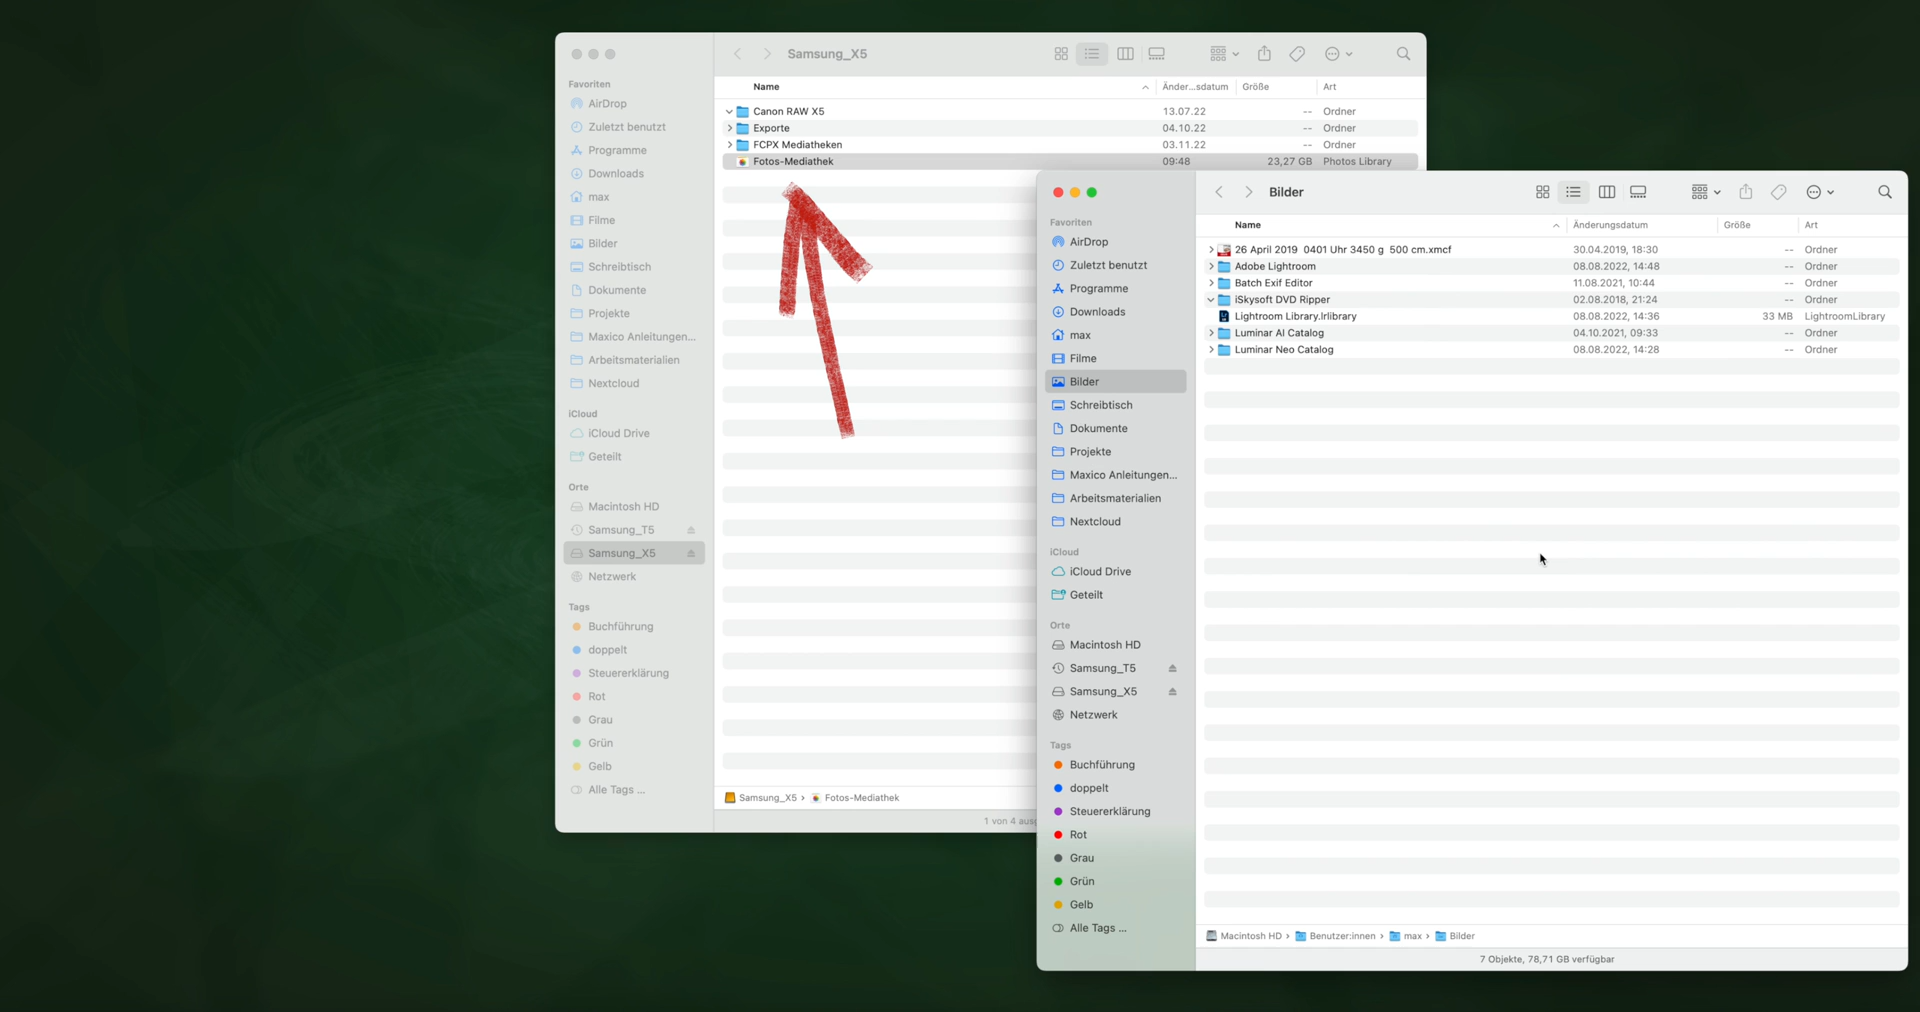 Samsung_X5
Favoriten
AirDrop
Zuletzt benutzt
Programme
Downloads
max
Filme
Bilder
Schreibtisch
Dokumente
Projekte
Maxico Anleitungen...
Arbeitsmaterialien
Nextcloud
iCloud
iCloud Drive
Geteilt
Orte
Macintosh HD
Samsung_T5
Samsung_X5
Netzwerk
Tags
Buchführung
doppelt
Steuererklärung
Rot
Grau
Grün
Gelb
Alle Tags ...
Name Änder...sdatum Größe Art
Canon RAW X5 13.07.22 -- Ordner
Exporte 04.10.22 -- Ordner
FCPX Mediatheken 03.11.22 -- Ordner
Fotos-Mediathek 09:48 23,27 GB Photos Library
Samsung_X5 › Fotos-Mediathek
1 von 4
Bilder
Favoriten
AirDrop
Zuletzt benutzt
Programme
Downloads
max
Filme
Bilder
Schreibtisch
Dokumente
Projekte
Maxico Anleitungen...
Arbeitsmaterialien
Nextcloud
iCloud
iCloud Drive
Geteilt
Orte
Macintosh HD
Samsung_T5
Samsung_X5
Netzwerk
Tags
Buchführung
doppelt
Steuererklärung
Rot
Grau
Grün
Gelb
Alle Tags ...
Name Änderungsdatum Größe Art
26 April 2019 0401 Uhr 3450 g 500 cm.xmcf 30.04.2019, 18:30 -- Ordner
Adobe Lightroom 08.08.2022, 14:48 -- Ordner
Batch Exif Editor 11.08.2021, 10:44 -- Ordner
iSkysoft DVD Ripper 02.08.2018, 21:24 -- Ordner
Lightroom Library.lrlibrary 08.08.2022, 14:36 33 MB LightroomLibrary
Luminar AI Catalog 04.10.2021, 09:33 -- Ordner
Luminar Neo Catalog 08.08.2022, 14:28 -- Ordner
Macintosh HD › Benutzer:innen › max › Bilder
7 Objekte, 78,71 GB verfügbar